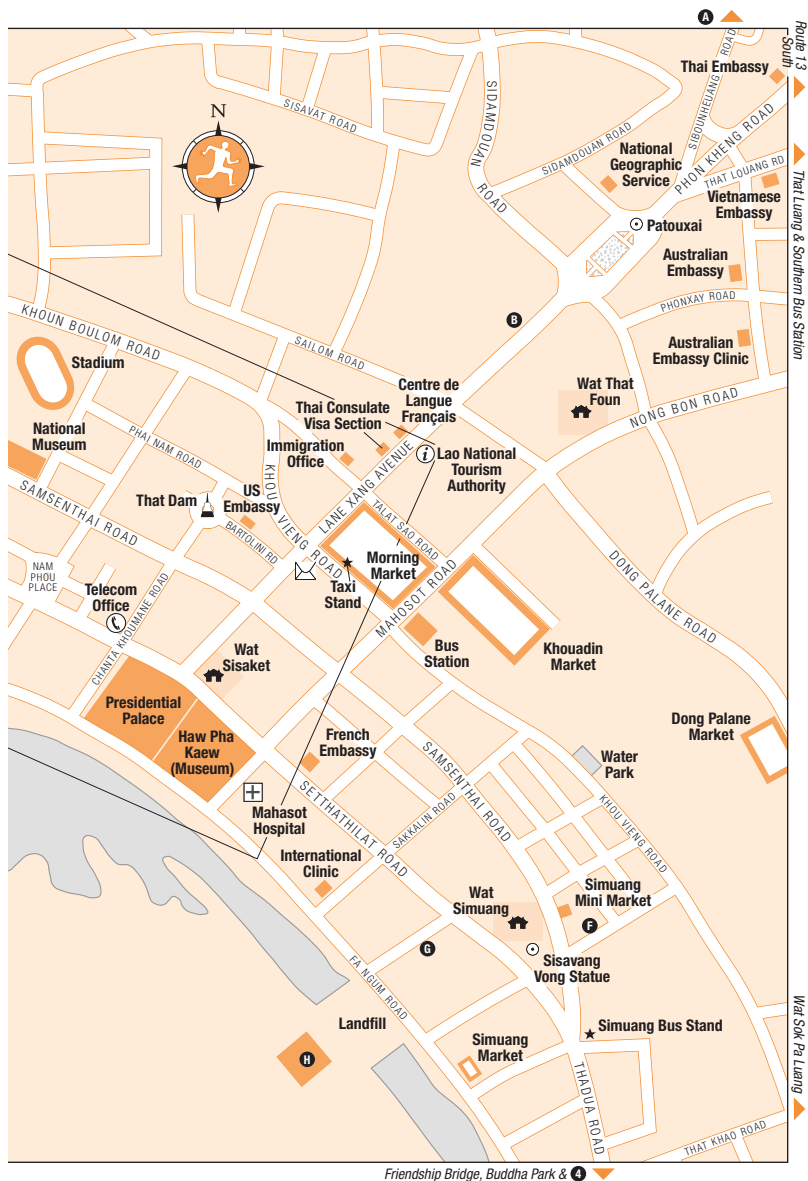 A
Route 13
South
SIBOUNHEUANG ROAD
Thai Embassy
SISAVAT ROAD
N
SIDAMDOUAN
ROAD
SIDAMDOUAN ROAD
National
Geographic
Service
PHON KHENG ROAD
THAT LOUANG RD
Vietnamese
Embassy
That Luang & Southern Bus Station
Patouxai
Australian
Embassy
PHONXAY ROAD
Australian
Embassy Clinic
KHOUN BOULOM ROAD
B
Stadium
SAILOM ROAD
Centre de
Langue
Français
Wat That
Foun
NONG BON ROAD
Thai Consulate
Visa Section
Immigration
Office
National
Museum
PHAI NAM ROAD
KHOU VIENG ROAD
LANE XANG AVENUE
i
Lao National
Tourism
Authority
US
Embassy
That Dam
BARTOLINI RD
SAMSENTHAI ROAD
TALAT SAO ROAD
Morning
Market
Taxi
Stand
MAHOSOT ROAD
NAM
PHOU
PLACE
Telecom
Office
CHANTA KHOUMANE ROAD
Bus
Station
Khouadin
Market
DONG PALANE ROAD
Wat
Sisaket
Presidential
Palace
Haw Pha
Kaew
(Museum)
French
Embassy
Dong Palane
Market
Water
Park
SAMSENTHAI ROAD
SETTHATHILAT ROAD
SAKKALIN ROAD
KHOU VIENG ROAD
Mahasot
Hospital
International
Clinic
Wat
Simuang
Simuang
Mini Market
F
G
Sisavang
Vong Statue
FA NGUM ROAD
Landfill
H
Simuang
Market
Simuang Bus Stand
THADUA ROAD
THAT KHAO ROAD
Wat Sok Pa Luang
Friendship Bridge, Buddha Park & 4